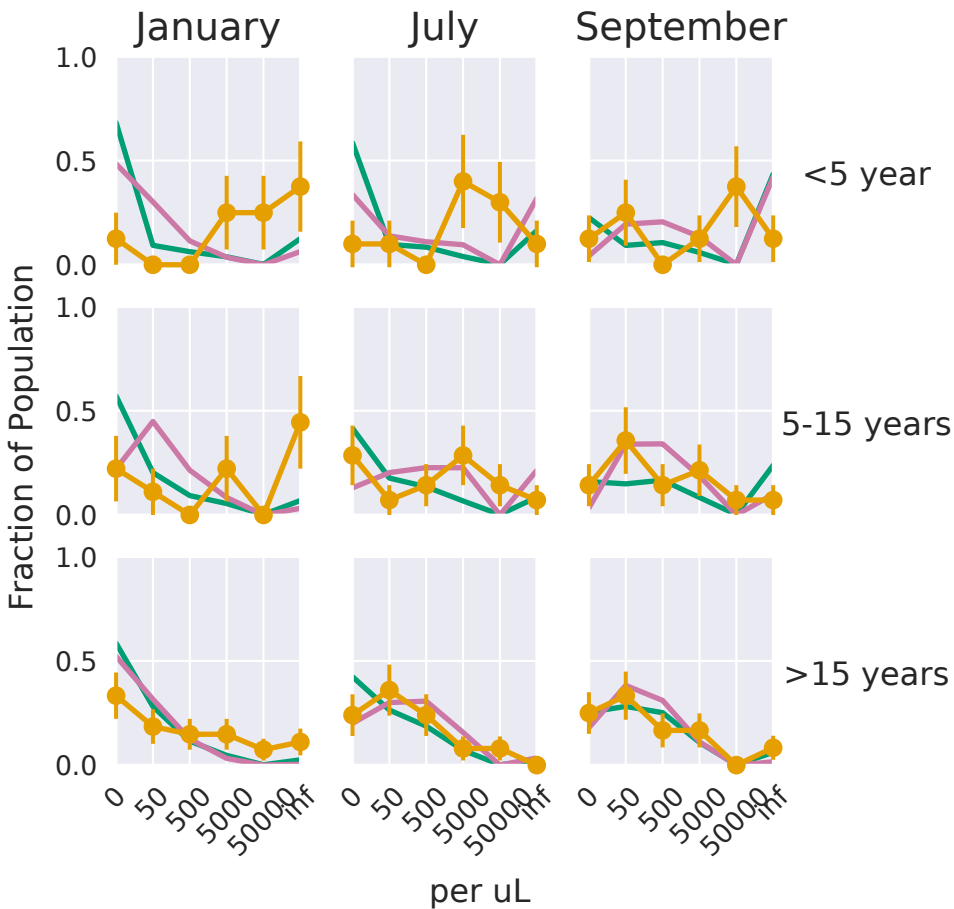 January July September
1.0
0.5
0.0
<5 year
1.0
0.5
0.0
5-15 years
1.0
0.5
0.0
>15 years
Fraction of Population
0 50 500 5000 50000 inf
0 50 500 5000 50000 inf
0 50 500 5000 50000 inf
per uL